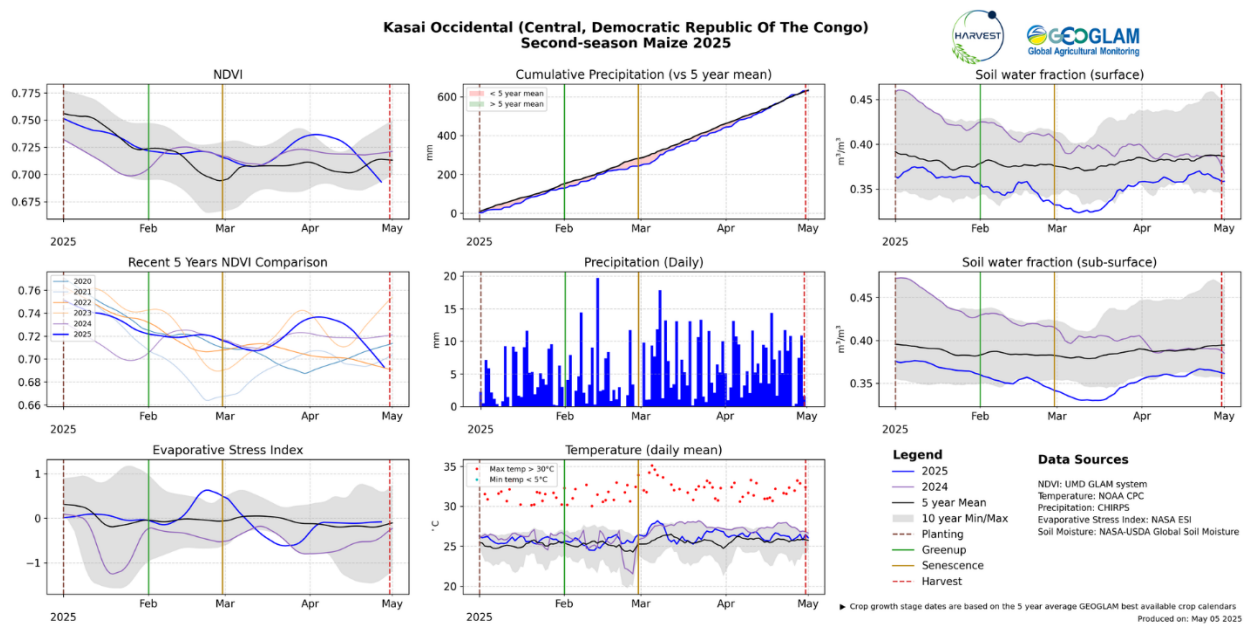 Kasai Occidental (Central, Democratic Republic Of The Congo)
Second-season Maize 2025
HARVEST
GEOGLAM
Global Agricultural Monitoring
NDVI
0.775
0.750
0.725
0.700
0.675
Feb
Mar
Apr
May
2025
Cumulative Precipitation (vs 5 year mean)
< 5 year mean
> 5 year mean
600
400
200
0
mm
Feb
Mar
Apr
May
2025
Soil water fraction (surface)
0.45
0.40
0.35
m³/m³
Feb
Mar
Apr
May
2025
Recent 5 Years NDVI Comparison
2020
2021
2022
2023
2024
2025
0.76
0.74
0.72
0.70
0.68
0.66
Feb
Mar
Apr
May
2025
Precipitation (Daily)
20
15
10
5
0
mm
Feb
Mar
Apr
May
2025
Soil water fraction (sub-surface)
0.45
0.40
0.35
m³/m³
Feb
Mar
Apr
May
2025
Evaporative Stress Index
1
0
−1
Feb
Mar
Apr
May
2025
Temperature (daily mean)
Max temp > 30°C
Min temp < 5°C
35
30
25
20
°C
Feb
Mar
Apr
May
2025
Legend
2025
2024
5 year Mean
10 year Min/Max
Planting
Greenup
Senescence
Harvest
Data Sources
NDVI: UMD GLAM system
Temperature: NOAA CPC
Precipitation: CHIRPS
Evaporative Stress Index: NASA ESI
Soil Moisture: NASA-USDA Global Soil Moisture
► Crop growth stage dates are based on the 5 year average GEOGLAM best available crop calendars
Produced on: May 05 2025